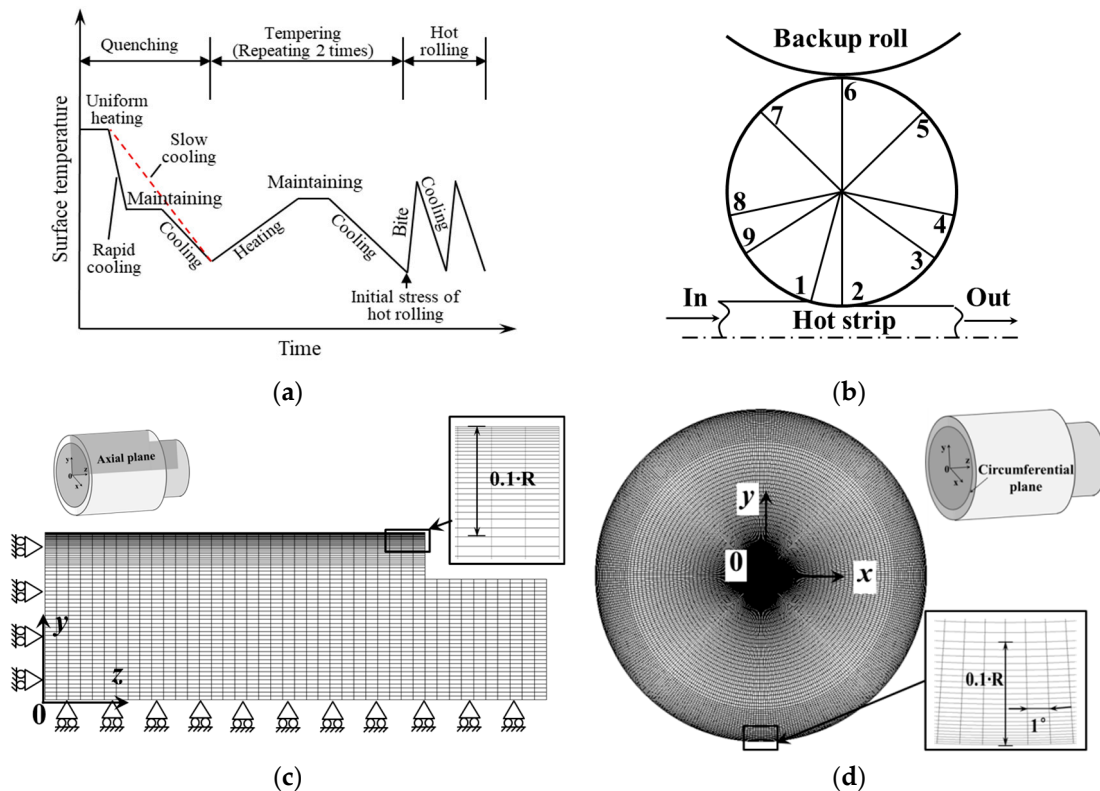 Quenching
Tempering
(Repeating 2 times)
Hot
rolling
Uniform
heating
Slow
cooling
Maintaining
Rapid
cooling
Cooling
Heating
Maintaining
Cooling
Bite
Cooling
Initial stress of
hot rolling
Surface temperature
Time
(a)
Backup roll
6
7
5
8
4
9
3
1
2
In
Out
Hot strip
(b)
y
0
z
x
Axial plane
0.1·R
y
z
0
(c)
y
0
x
y
0
z
x
Circumferential
plane
0.1·R
1°
(d)